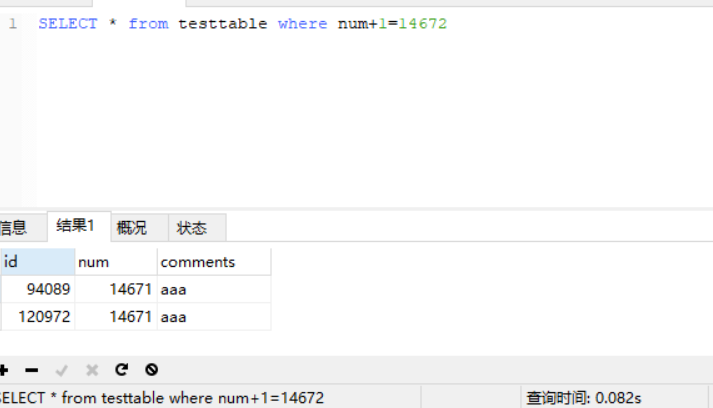 1 SELECT * from testtable where num+1=14672
信息 结果1 概况 状态
id num comments
94089 14671 aaa
120972 14671 aaa
SELECT * from testtable where num+1=14672 查询时间: 0.082s